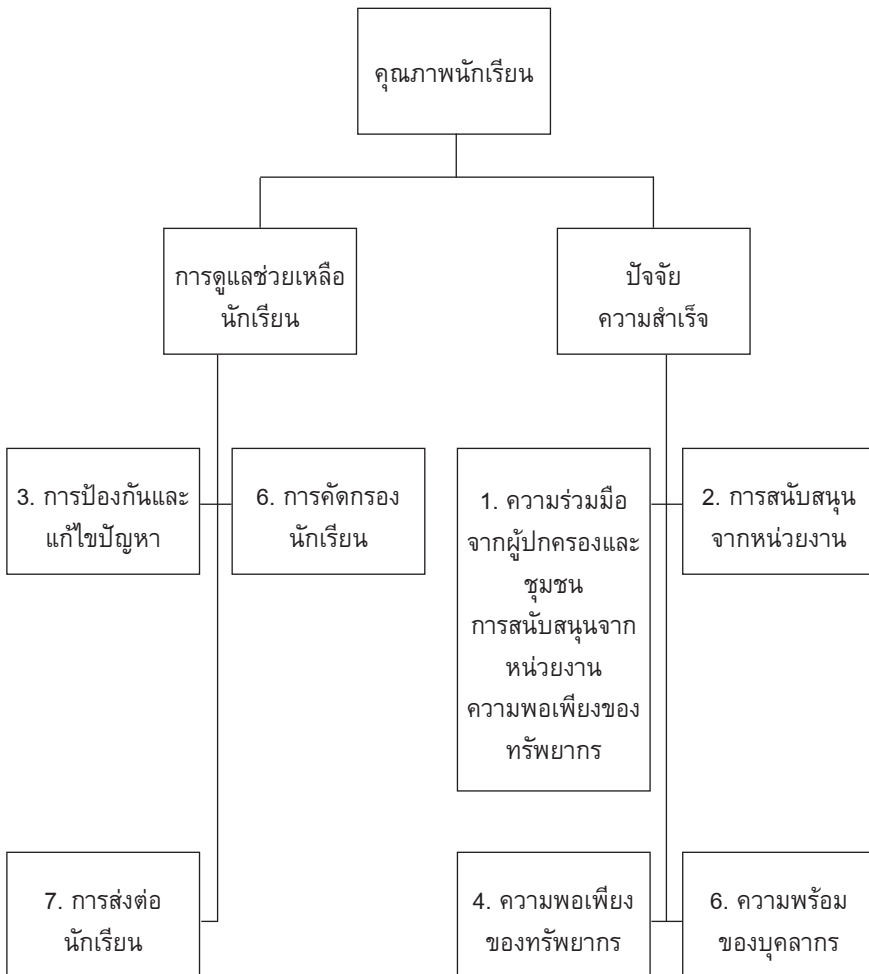 คุณภาพนักเรียน
การดูแลช่วยเหลือ
นักเรียน
ปัจจัย
ความสำเร็จ
3. การป้องกันและ
แก้ไขปัญหา
6. การคัดกรอง
นักเรียน
1. ความร่วมมือ
จากผู้ปกครองและ
ชุมชน
การสนับสนุนจาก
หน่วยงาน
ความพอเพียงของ
ทรัพยากร
2. การสนับสนุน
จากหน่วยงาน
7. การส่งต่อ
นักเรียน
4. ความพอเพียง
ของทรัพยากร
6. ความพร้อม
ของบุคลากร